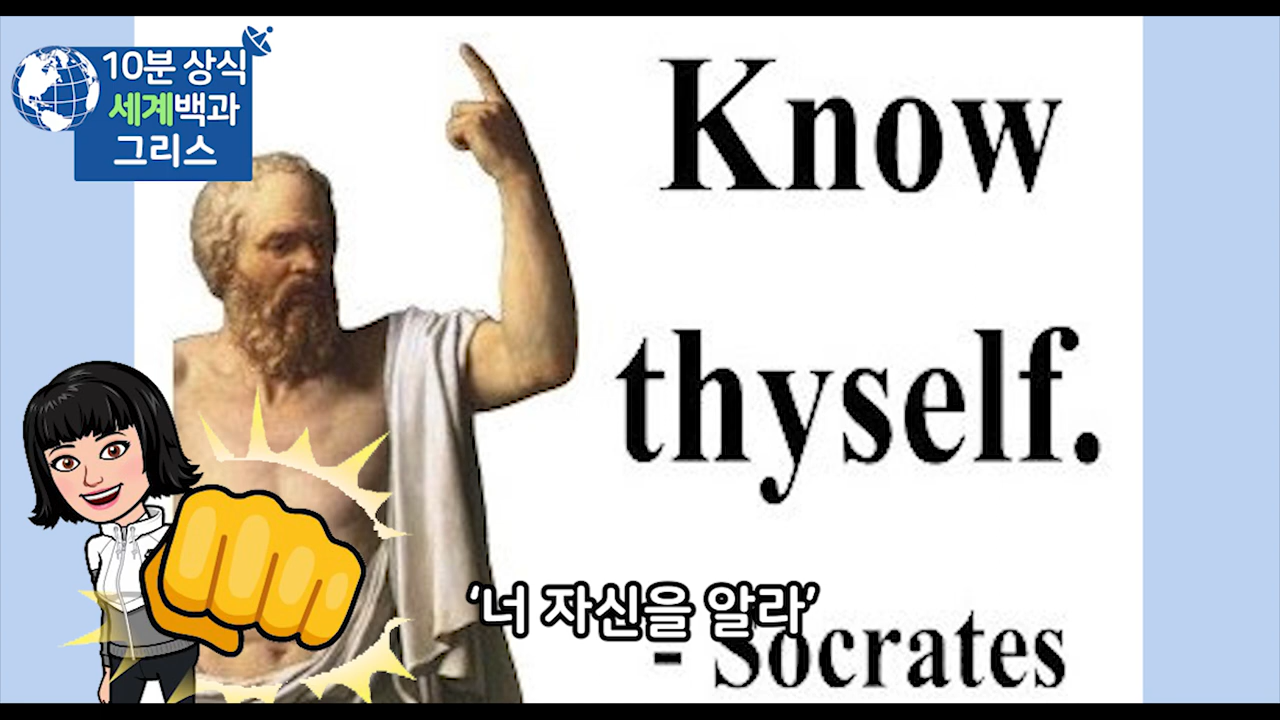 10분 상식
세계백과
그리스
Know
thyself.
'너 자신을 알라'
- Socrates